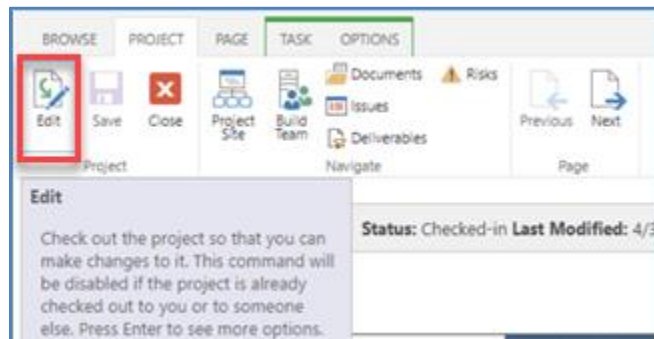 BROWSE PROJECT PAGE TASK OPTIONS
Edit Save Close Project Site Build Team Documents Risks Issues Deliverables Previous Next
Project Navigate Page
Edit
Check out the project so that you can
make changes to it. This command will
be disabled if the project is already
checked out to you or to someone
else. Press Enter to see more options.
Status: Checked-in Last Modified: 4/3